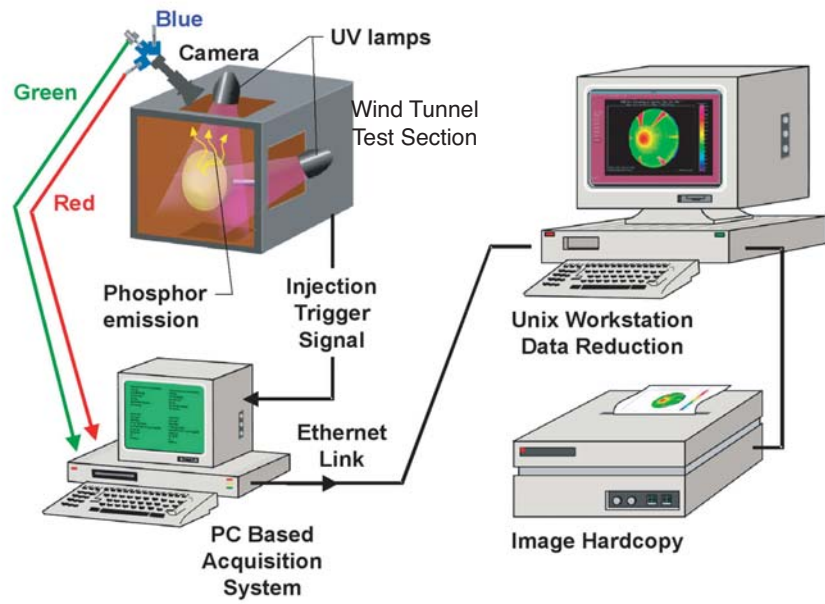 Blue
Camera
UV lamps
Green
Wind Tunnel
Test Section
Red
Phosphor
emission
Injection
Trigger
Signal
Unix Workstation
Data Reduction
Ethernet
Link
PC Based
Acquisition
System
Image Hardcopy